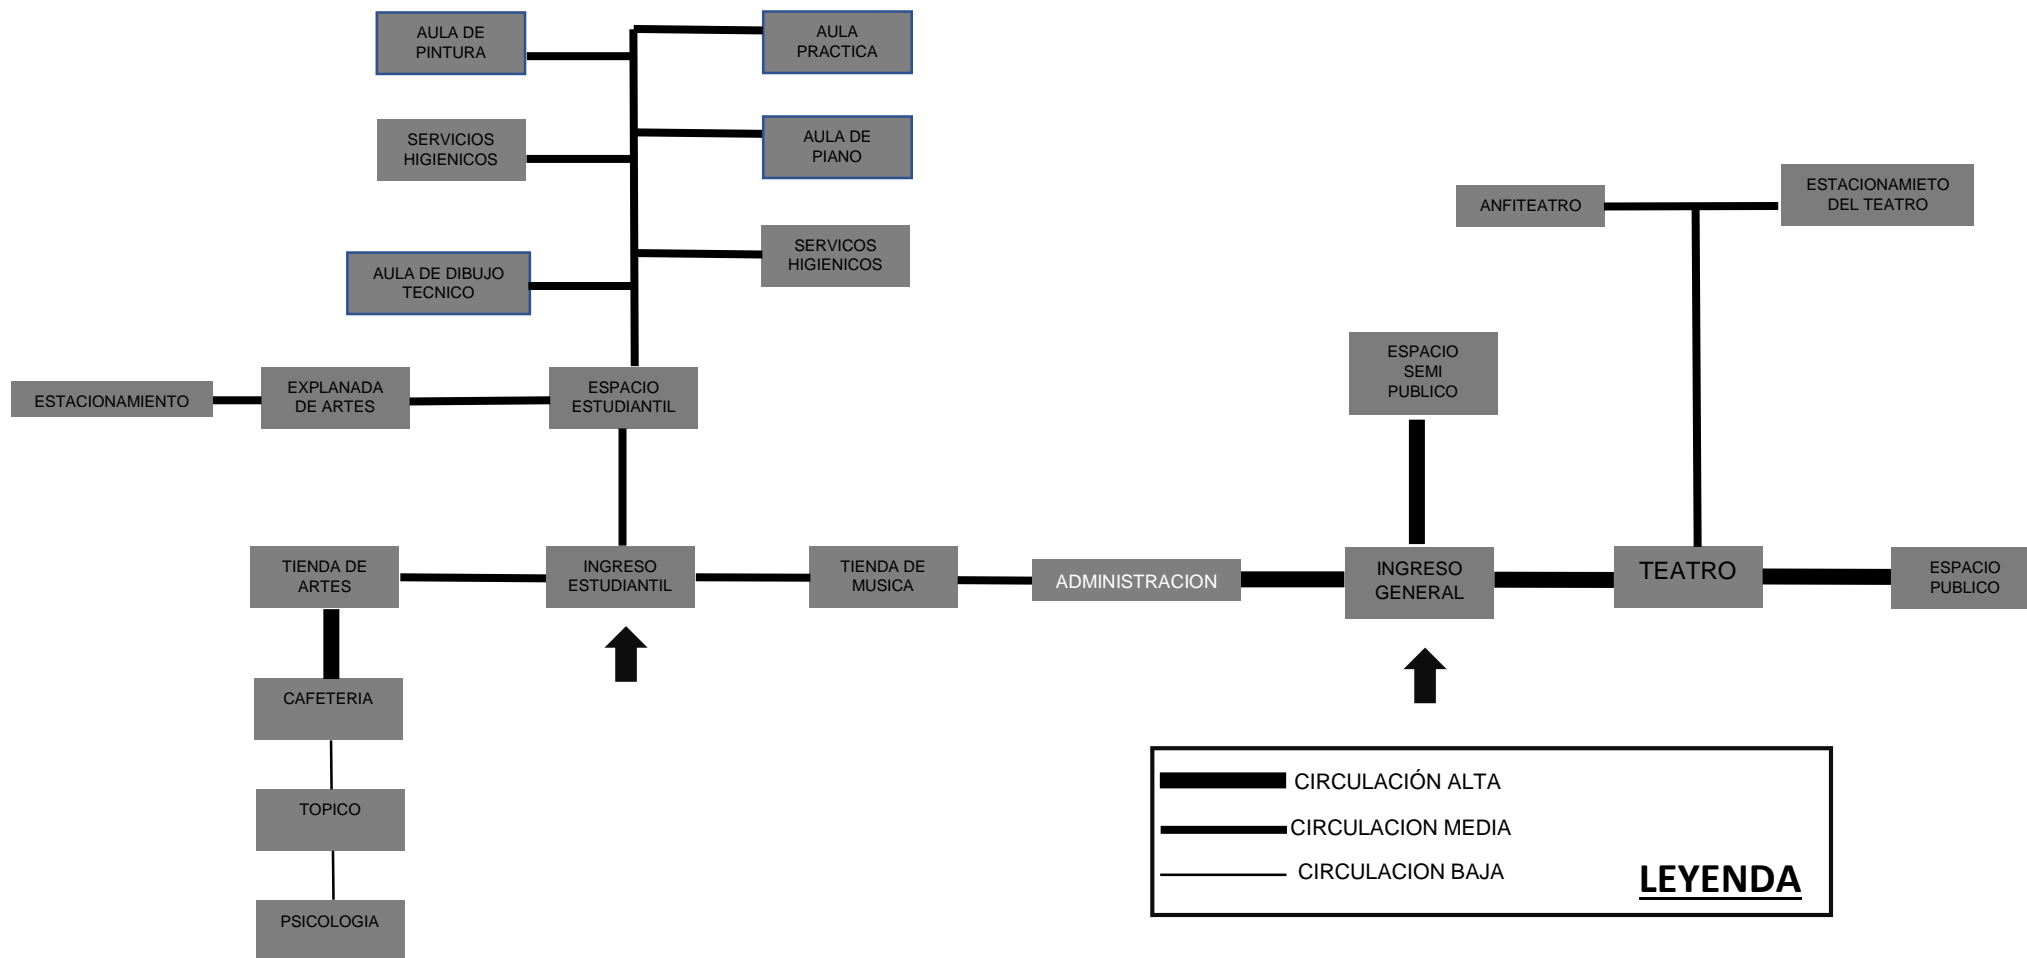 AULA DE
PINTURA
AULA
PRACTICA
SERVICIOS
HIGIENICOS
AULA DE
PIANO
ANFITEATRO
ESTACIONAMIETO
DEL TEATRO
SERVICOS
HIGIENICOS
AULA DE DIBUJO
TECNICO
ESPACIO
SEMI
PUBLICO
ESTACIONAMIENTO
EXPLANADA
DE ARTES
ESPACIO
ESTUDIANTIL
TIENDA DE
ARTES
INGRESO
ESTUDIANTIL
TIENDA DE
MUSICA
ADMINISTRACION
INGRESO
GENERAL
TEATRO
ESPACIO
PUBLICO
CAFETERIA
TOPICO
PSICOLOGIA
CIRCULACIÓN ALTA
CIRCULACION MEDIA
CIRCULACION BAJA
LEYENDA